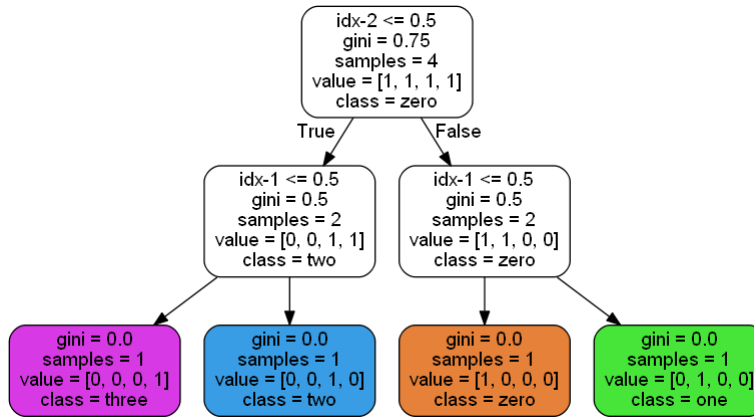 idx-2 <= 0.5
gini = 0.75
samples = 4
value = [1, 1, 1, 1]
class = zero
True
False
idx-1 <= 0.5
gini = 0.5
samples = 2
value = [0, 0, 1, 1]
class = two
idx-1 <= 0.5
gini = 0.5
samples = 2
value = [1, 1, 0, 0]
class = zero
gini = 0.0
samples = 1
value = [0, 0, 0, 1]
class = three
gini = 0.0
samples = 1
value = [0, 0, 1, 0]
class = two
gini = 0.0
samples = 1
value = [1, 0, 0, 0]
class = zero
gini = 0.0
samples = 1
value = [0, 1, 0, 0]
class = one